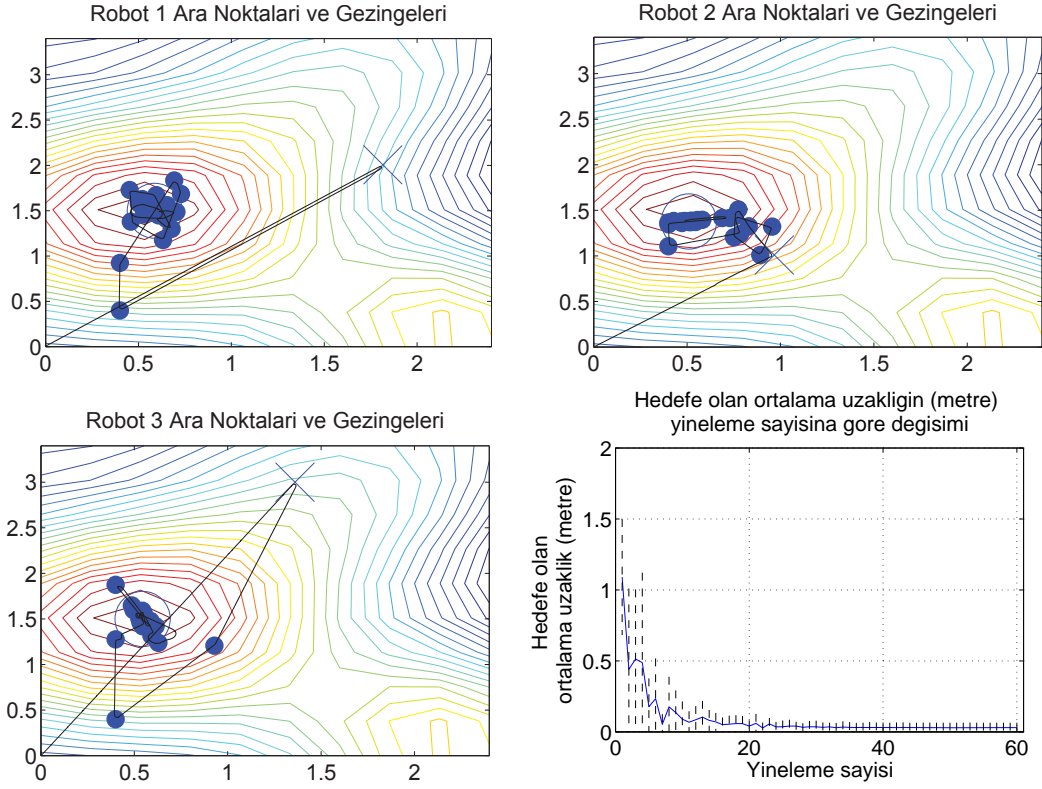 Robot 1 Ara Noktalari ve Gezingeleri
3
2.5
2
1.5
1
0.5
0
0 0.5 1 1.5 2
Robot 2 Ara Noktalari ve Gezingeleri
3
2.5
2
1.5
1
0.5
0
0 0.5 1 1.5 2
Robot 3 Ara Noktalari ve Gezingeleri
3
2.5
2
1.5
1
0.5
0
0 0.5 1 1.5 2
Hedefe olan ortalama uzakligin (metre)
yineleme sayisina gore degisimi
Hedefe olan
ortalama uzaklik (metre)
2
1.5
1
0.5
0
0 20 40 60
Yineleme sayisi